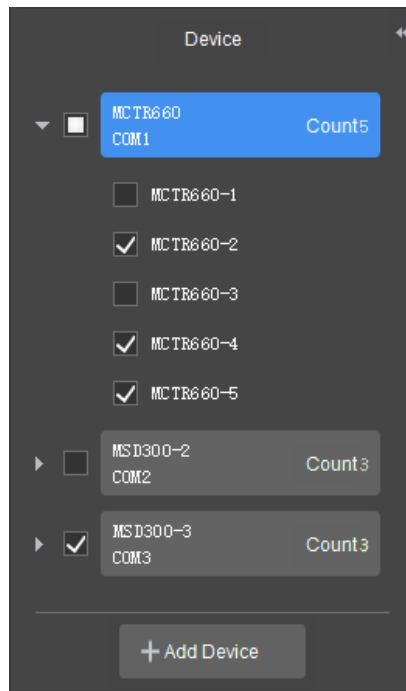 Device
MCTR660
COM1
Count5
MCTR660-1
MCTR660-2
MCTR660-3
MCTR660-4
MCTR660-5
MSD300-2
COM2
Count3
MSD300-3
COM3
Count3
+ Add Device